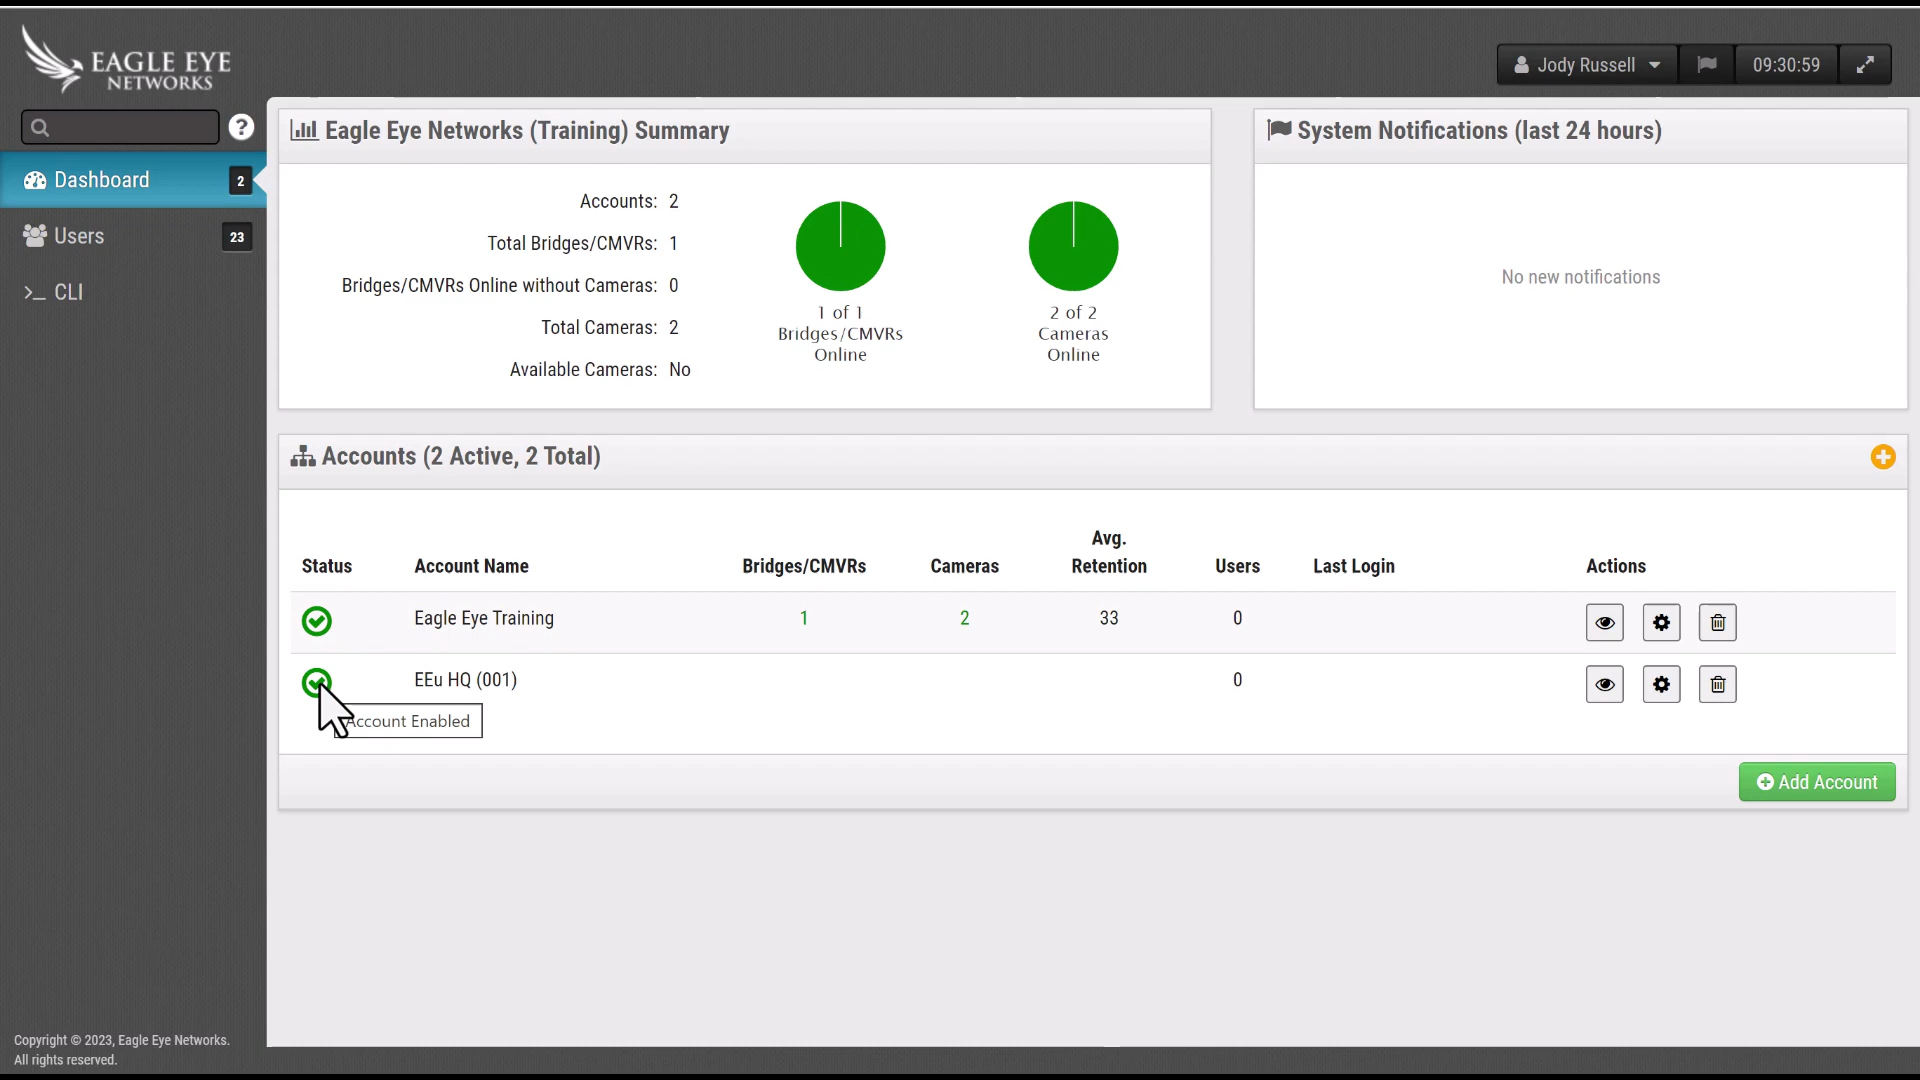 EAGLE EYE
NETWORKS
Jody Russell
09:30:59
?
Dashboard 2
Users 23
>_ CLI
Eagle Eye Networks (Training) Summary
Accounts: 2
Total Bridges/CMVRs: 1
Bridges/CMVRs Online without Cameras: 0
Total Cameras: 2
Available Cameras: No
1 of 1
Bridges/CMVRs
Online
2 of 2
Cameras
Online
System Notifications (last 24 hours)
No new notifications
Accounts (2 Active, 2 Total)
Status Account Name Bridges/CMVRs Cameras Avg. Retention Users Last Login Actions
Eagle Eye Training 1 2 33 0
EEu HQ (001) 0
Account Enabled
Add Account
Copyright © 2023, Eagle Eye Networks.
All rights reserved.